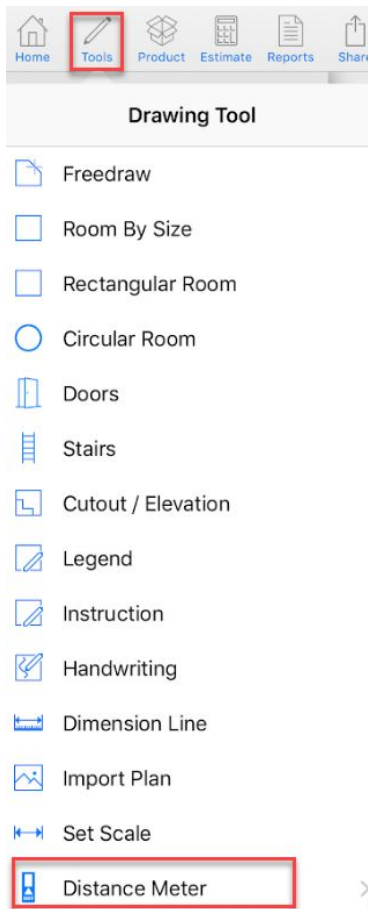 Home Tools Product Estimate Reports Share
Drawing Tool
Freedraw
Room By Size
Rectangular Room
Circular Room
Doors
Stairs
Cutout / Elevation
Legend
Instruction
Handwriting
Dimension Line
Import Plan
Set Scale
Distance Meter